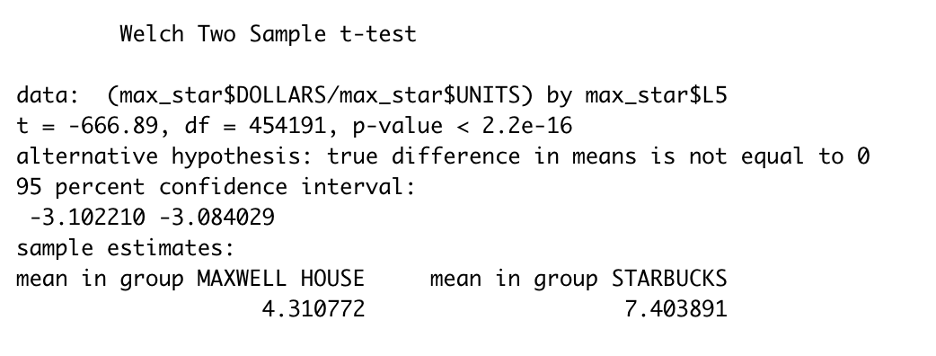 Welch Two Sample t-test
data:  (max_star$DOLLARS/max_star$UNITS) by max_star$L5
t = -666.89, df = 454191, p-value < 2.2e-16
alternative hypothesis: true difference in means is not equal to 0
95 percent confidence interval:
-3.102210 -3.084029
sample estimates:
mean in group MAXWELL HOUSE     mean in group STARBUCKS
4.310772                    7.403891